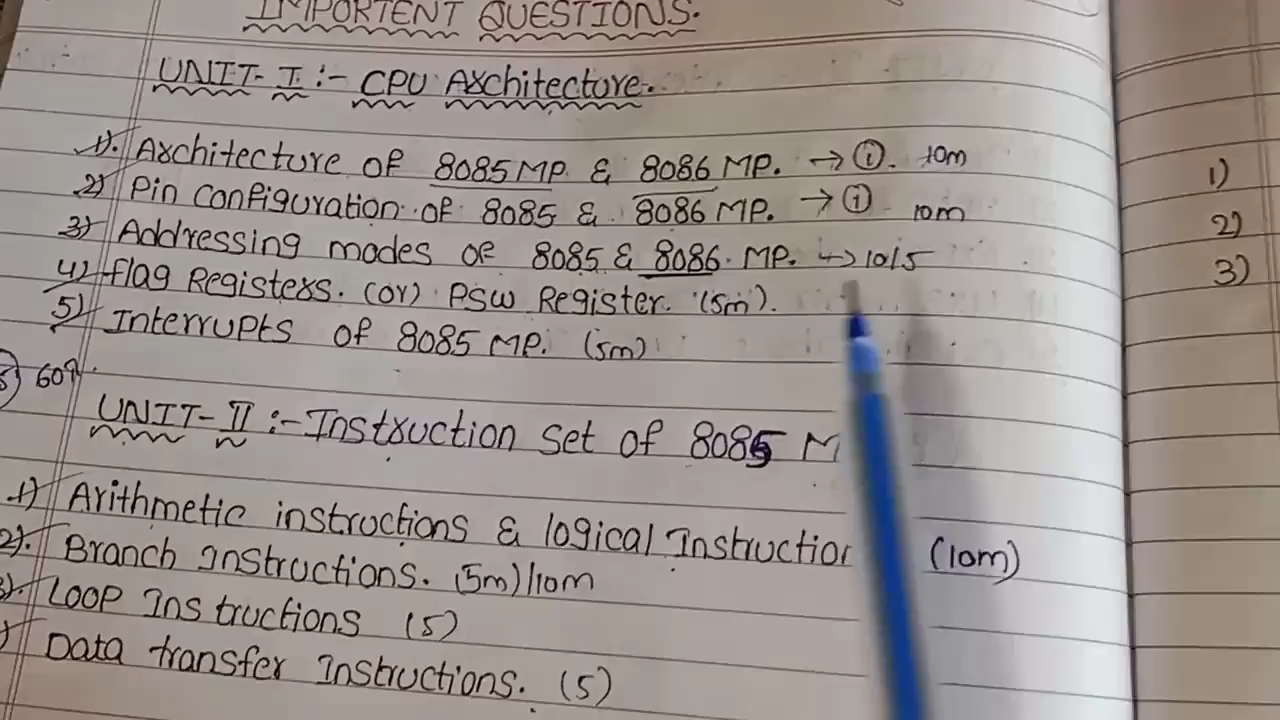 IMPORTENT QUESTIONS.
UNIT-I :- CPU Architecture.
1). Architecture of 8085 MP & 8086 MP. → ①. 10m
2) Pin configuration of 8085 & 8086 MP. → ① 10m
3) Addressing modes of 8085 & 8086 MP. ↳ 10/5
4) flag Registers. (or) PSW Register. (5m).
5) Interrupts of 8085 MP. (5m)
60%.
UNIT-II :- Instruction set of 8085 M
1) Arithmetic instructions & logical Instruction (10m)
2). Branch Instructions. (5m)/10m
3). Loop Instructions (5)
) Data transfer Instructions. (5)
1)
2)
3)